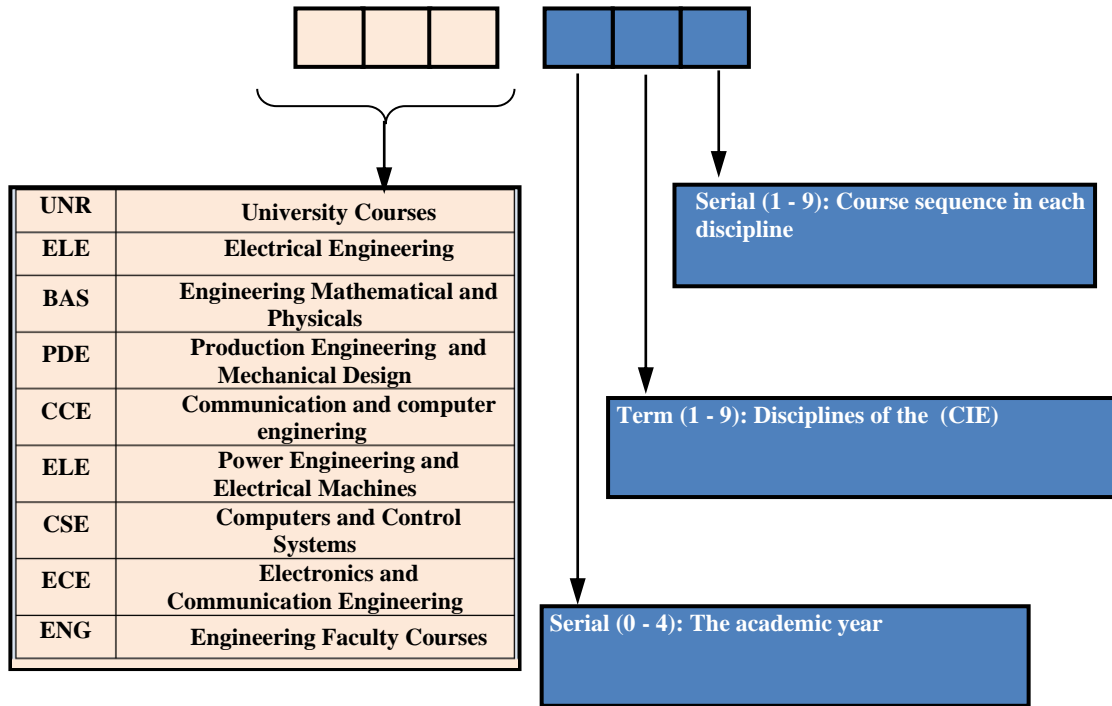 UNR
University Courses
ELE
Electrical Engineering
BAS
Engineering Mathematical and
Physicals
PDE
Production Engineering and
Mechanical Design
CCE
Communication and computer
enginering
ELE
Power Engineering and
Electrical Machines
CSE
Computers and Control
Systems
ECE
Electronics and
Communication Engineering
ENG
Engineering Faculty Courses
Serial (1 - 9): Course sequence in each
discipline
Term (1 - 9): Disciplines of the (CIE)
Serial (0 - 4): The academic year